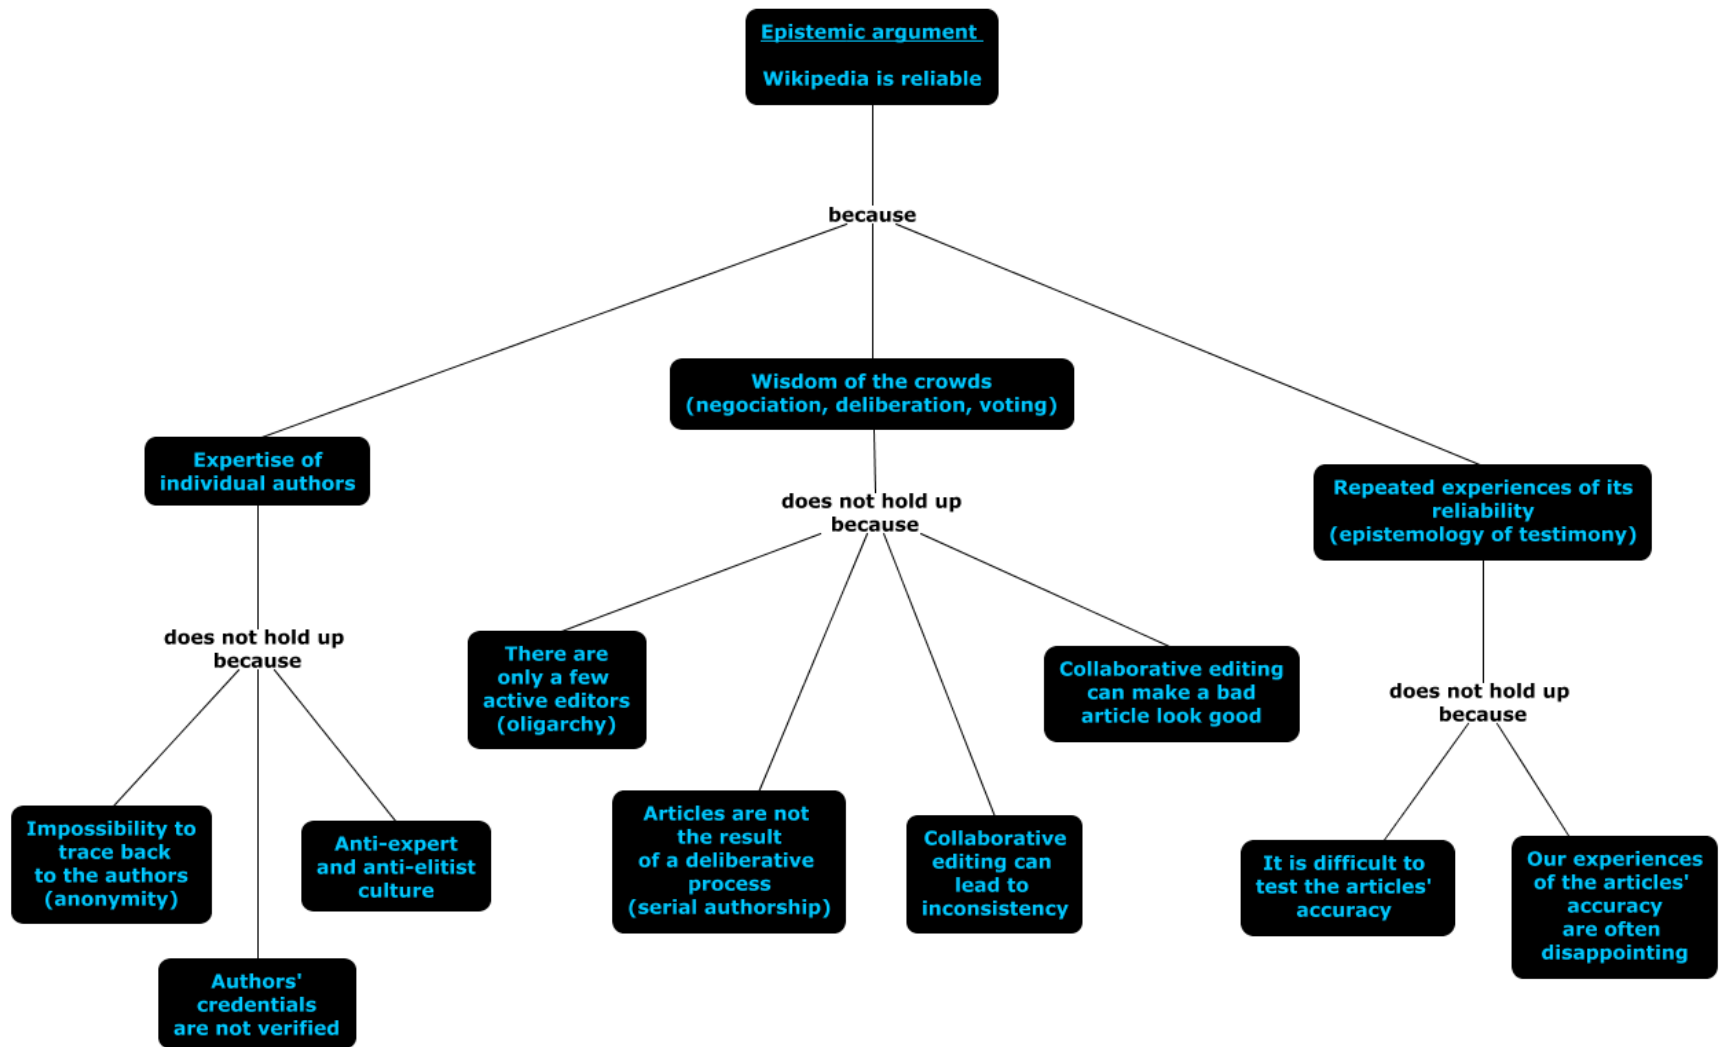 Epistemic argument
Wikipedia is reliable
because
Wisdom of the crowds
(negociation, deliberation, voting)
Expertise of
individual authors
Repeated experiences of its
reliability
(epistemology of testimony)
does not hold up
because
does not hold up
because
does not hold up
because
There are
only a few
active editors
(oligarchy)
Collaborative editing
can make a bad
article look good
Impossibility to
trace back
to the authors
(anonymity)
Anti-expert
and anti-elitist
culture
Articles are not
the result
of a deliberative
process
(serial authorship)
Collaborative
editing can
lead to
inconsistency
It is difficult to
test the articles'
accuracy
Our experiences
of the articles'
accuracy
are often
disappointing
Authors'
credentials
are not verified